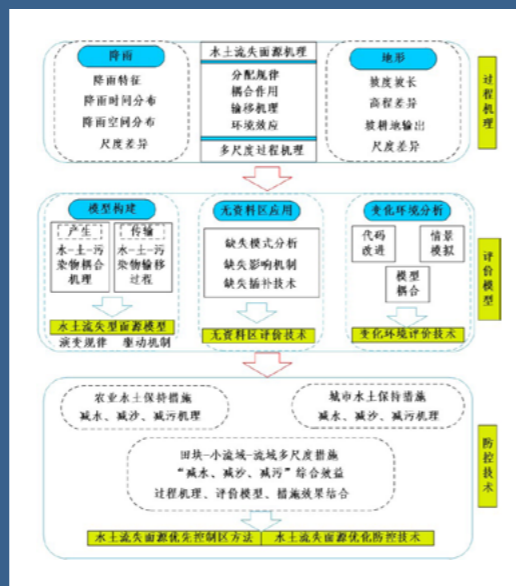 降雨
降雨特征
降雨时间分布
降雨空间分布
尺度差异
水土流失面源机理
分配规律
耦合作用
输移机理
环境效应
多尺度过程机理
地形
坡度坡长
高程差异
坡耕地输出
尺度差异
过程机理
模型构建
产生
水-土-污
染物耦合
机理
传输
水-土-污
染物输移
过程
水土流失型面源模型
演变规律 驱动机制
无资料区应用
缺失模式分析
缺失影响机制
缺失插补技术
无资料区评价技术
变化环境分析
代码
改进
情景
模拟
模型
耦合
变化环境评价技术
评价模型
农业水土保持措施
减水、减沙、减污机理
城市水土保持措施
减水、减沙、减污机理
田块-小流域-流域多尺度措施
“减水、减沙、减污”综合效益
过程机理、评价模型、措施效果结合
水土流失面源优先控制区方法
水土流失面源优化防控技术
防控技术